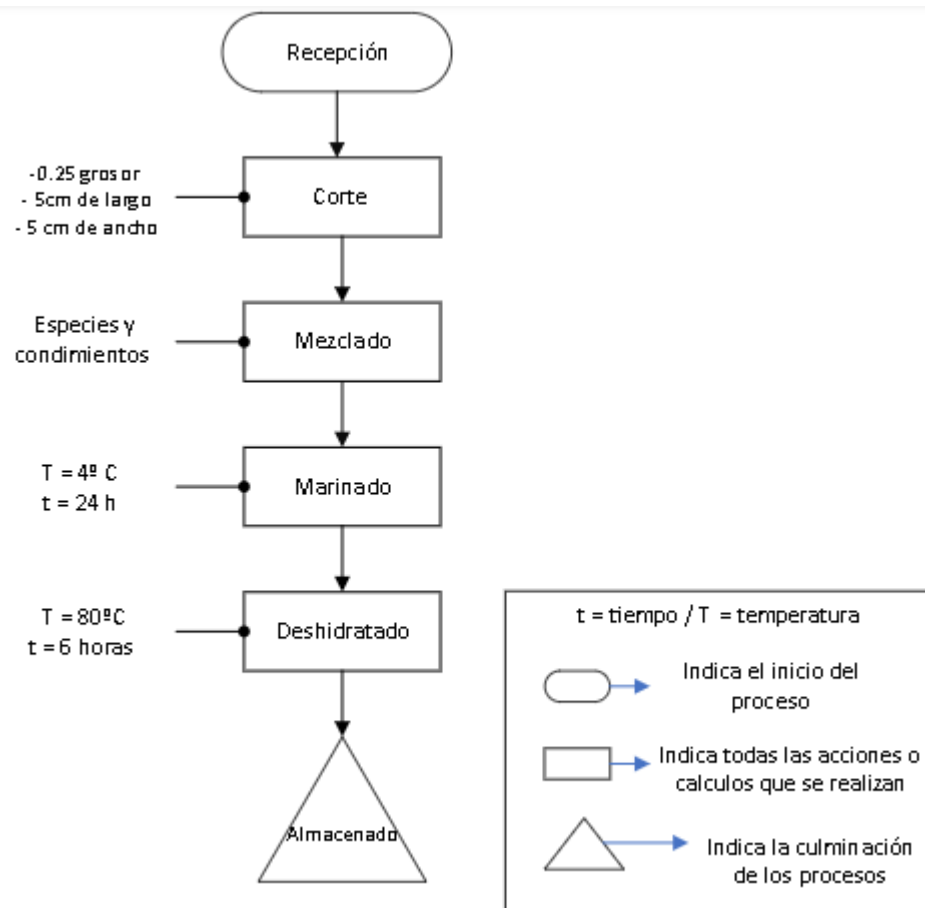 Recepción
-0.25 grosor
- 5cm de largo
- 5 cm de ancho
Corte
Especies y
condimientos
Mezclado
T = 4º C
t = 24 h
Marinado
T = 80ºC
t = 6 horas
Deshidratado
Almacenado
t = tiempo / T = temperatura
Indica el inicio del
proceso
Indica todas las acciones o
calculos que se realizan
Indica la culminación
de los procesos